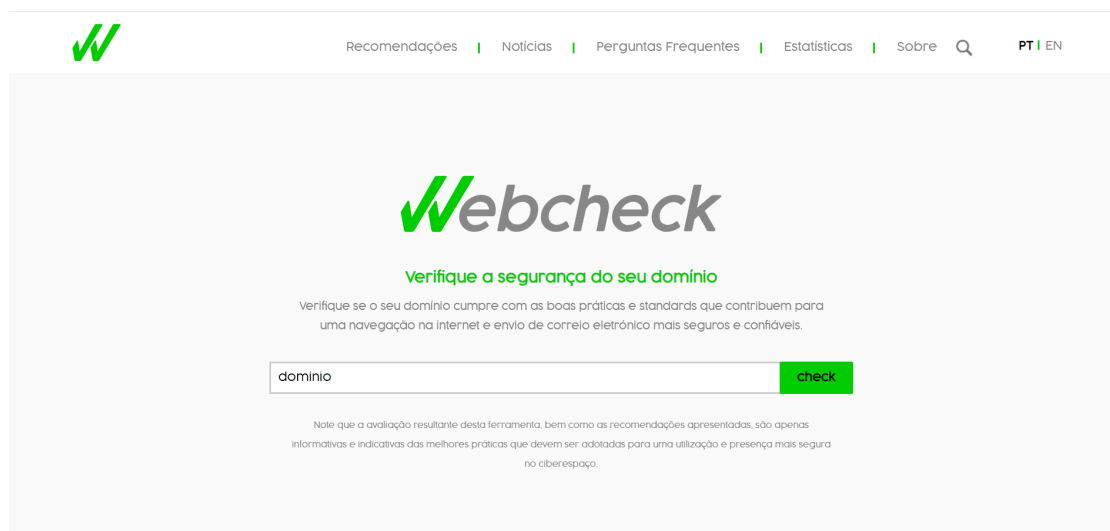 Recomendações | Notícias | Perguntas Frequentes | Estatísticas | Sobre PT | EN
Webcheck
Verifique a segurança do seu domínio
Verifique se o seu domínio cumpre com as boas práticas e standards que contribuem para
uma navegação na internet e envio de correio eletrónico mais seguros e confiáveis.
dominio check
Note que a avaliação resultante desta ferramenta, bem como as recomendações apresentadas, são apenas
informativas e indicativas das melhores práticas que devem ser adotadas para uma utilização e presença mais segura
no ciberespaço.